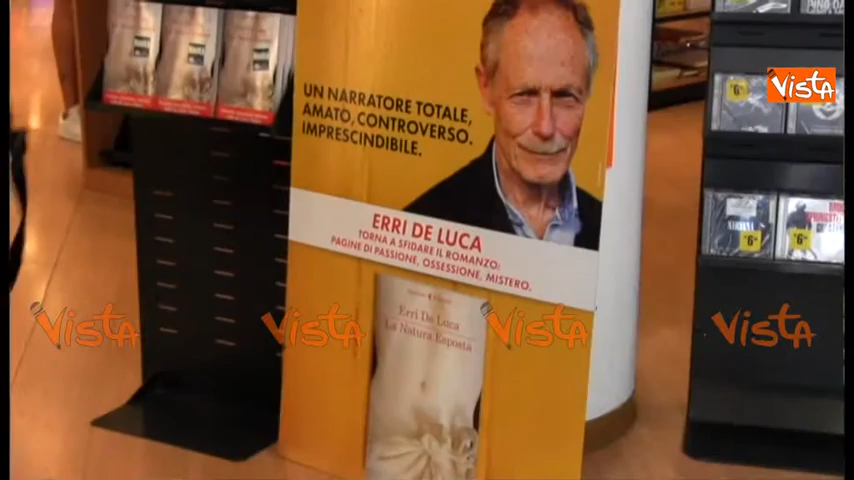 VISTA
UN NARRATORE TOTALE,
AMATO, CONTROVERSO.
IMPRESCINDIBILE.
ERRI DE LUCA
TORNA A SFIDARE IL ROMANZO:
PAGINE DI PASSIONE, OSSESSIONE, MISTERO.
Erri De Luca
La Natura Esposta
VISTA VISTA VISTA VISTA
NIRVANA